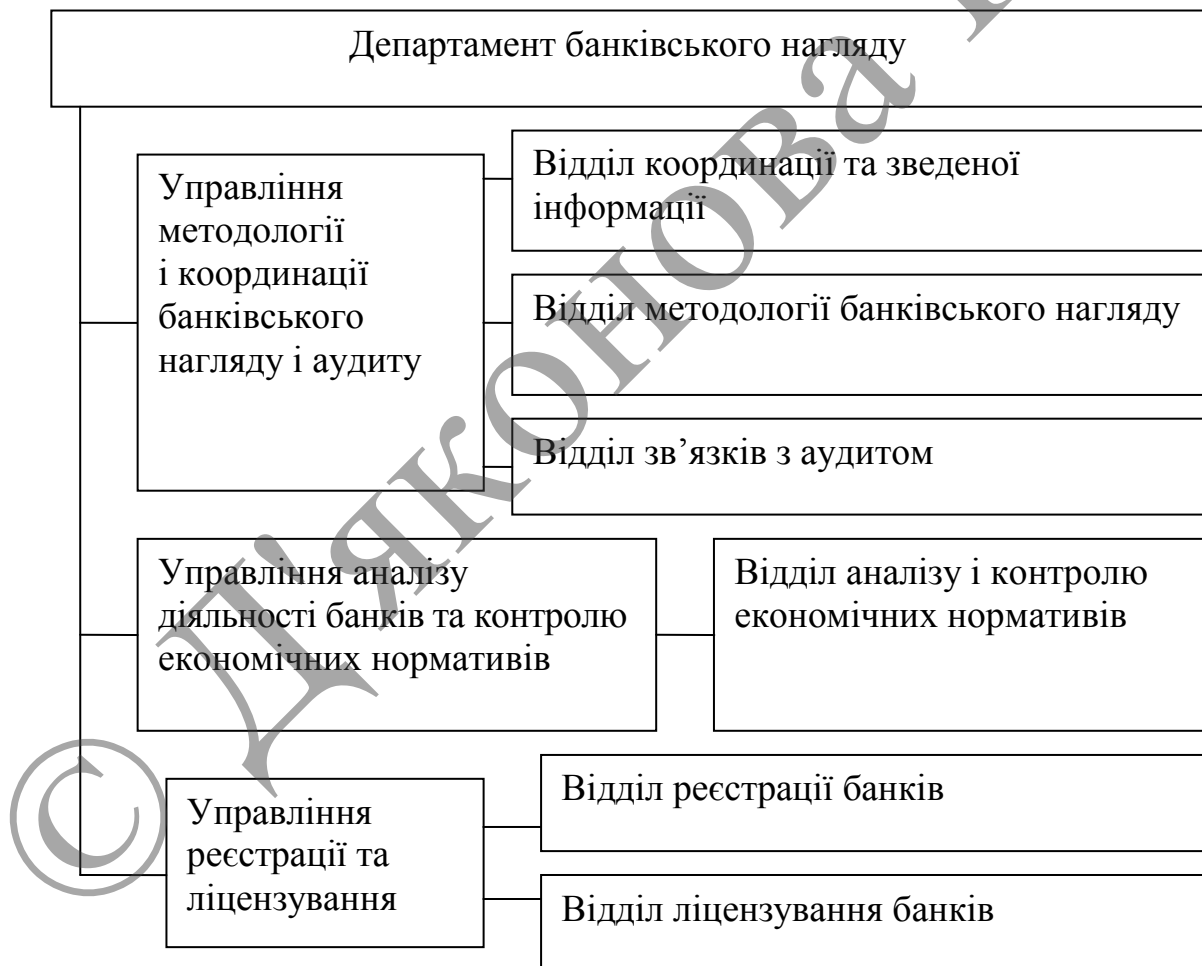 Департамент банківського нагляду
Управління
методології
і координації
банківського
нагляду і аудиту
Відділ координації та зведеної
інформації
Відділ методології банківського нагляду
Відділ зв’язків з аудитом
Управління аналізу
діяльності банків та контролю
економічних нормативів
Відділ аналізу і контролю
економічних нормативів
Управління
реєстрації та
ліцензування
Відділ реєстрації банків
Відділ ліцензування банків
© Д'яконова